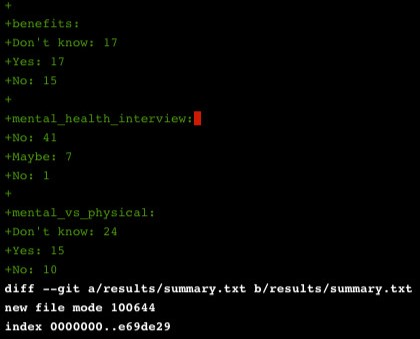 +
+benefits:
+Don't know: 17
+Yes: 17
+No: 15
+
+mental_health_interview:
+No: 41
+Maybe: 7
+No: 1
+
+mental_vs_physical:
+Don't know: 24
+Yes: 15
+No: 10
diff --git a/results/summary.txt b/results/summary.txt
new file mode 100644
index 0000000..e69de29